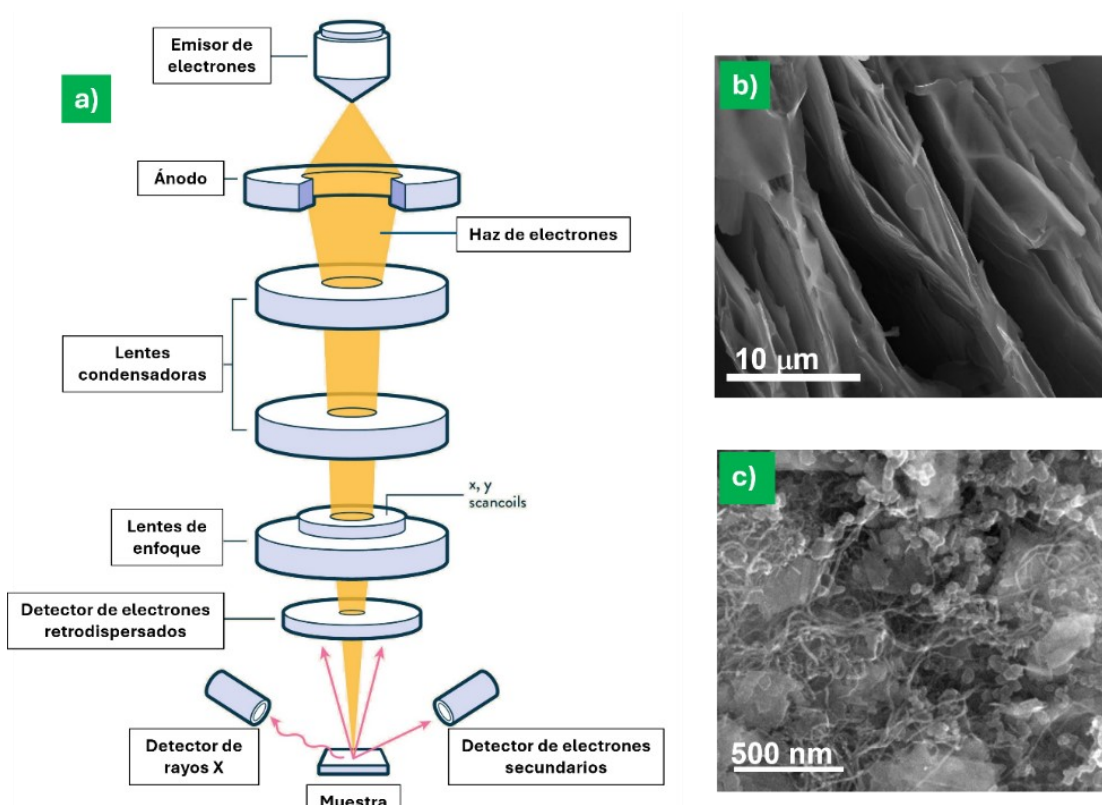 Emisor de
electrones
a)
Ánodo
Haz de electrones
Lentes
condensadoras
x, y
scancoils
Lentes de
enfoque
Detector de electrones
retrodispersados
Detector de
rayos X
Detector de electrones
secundarios
Muestra
b)
10 μm
c)
500 nm